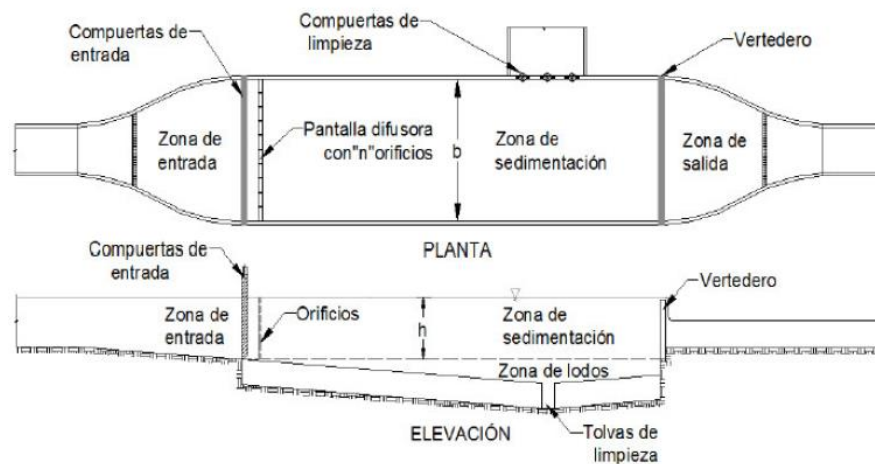 Compuertas de
entrada
Compuertas de
limpieza
Vertedero
Zona de
entrada
Pantalla difusora
con"n"orificios
b
Zona de
sedimentación
Zona de
salida
PLANTA
Compuertas de
entrada
Vertedero
Zona de
entrada
Orificios
h
Zona de
sedimentación
Zona de lodos
ELEVACIÓN
Tolvas de
limpieza